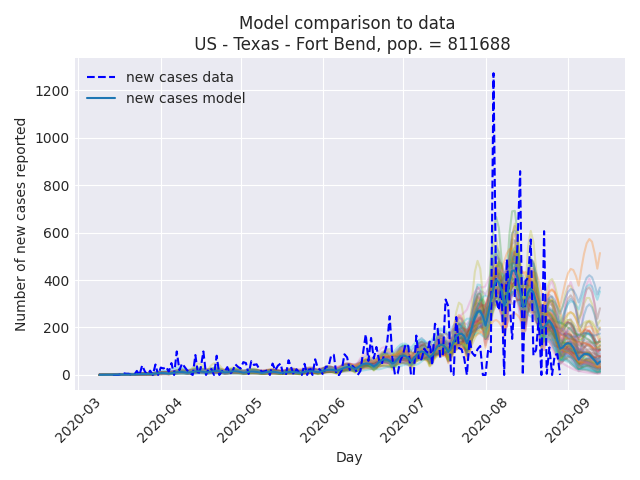 Model comparison to data
US - Texas - Fort Bend, pop. = 811688
new cases data
new cases model
Number of new cases reported
1200
1000
800
600
400
200
0
2020-03
2020-04
2020-05
2020-06
2020-07
2020-08
2020-09
Day